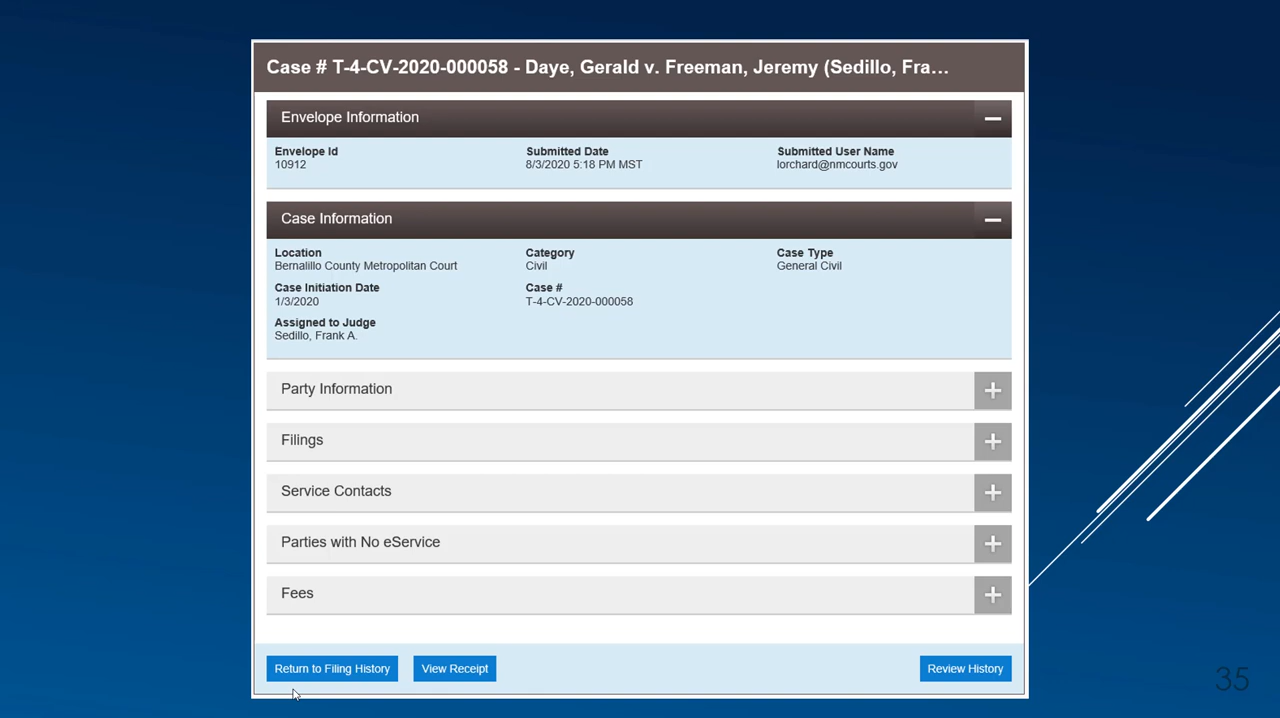 Case # T-4-CV-2020-000058 - Daye, Gerald v. Freeman, Jeremy (Sedillo, Fra...
Envelope Information
Envelope Id Submitted Date Submitted User Name
10912 8/3/2020 5:18 PM MST lorchard@nmcourts.gov
Case Information
Location Category Case Type
Bernalillo County Metropolitan Court Civil General Civil
Case Initiation Date Case #
1/3/2020 T-4-CV-2020-000058
Assigned to Judge
Sedillo, Frank A.
Party Information
Filings
Service Contacts
Parties with No eService
Fees
Return to Filing History View Receipt Review History
35